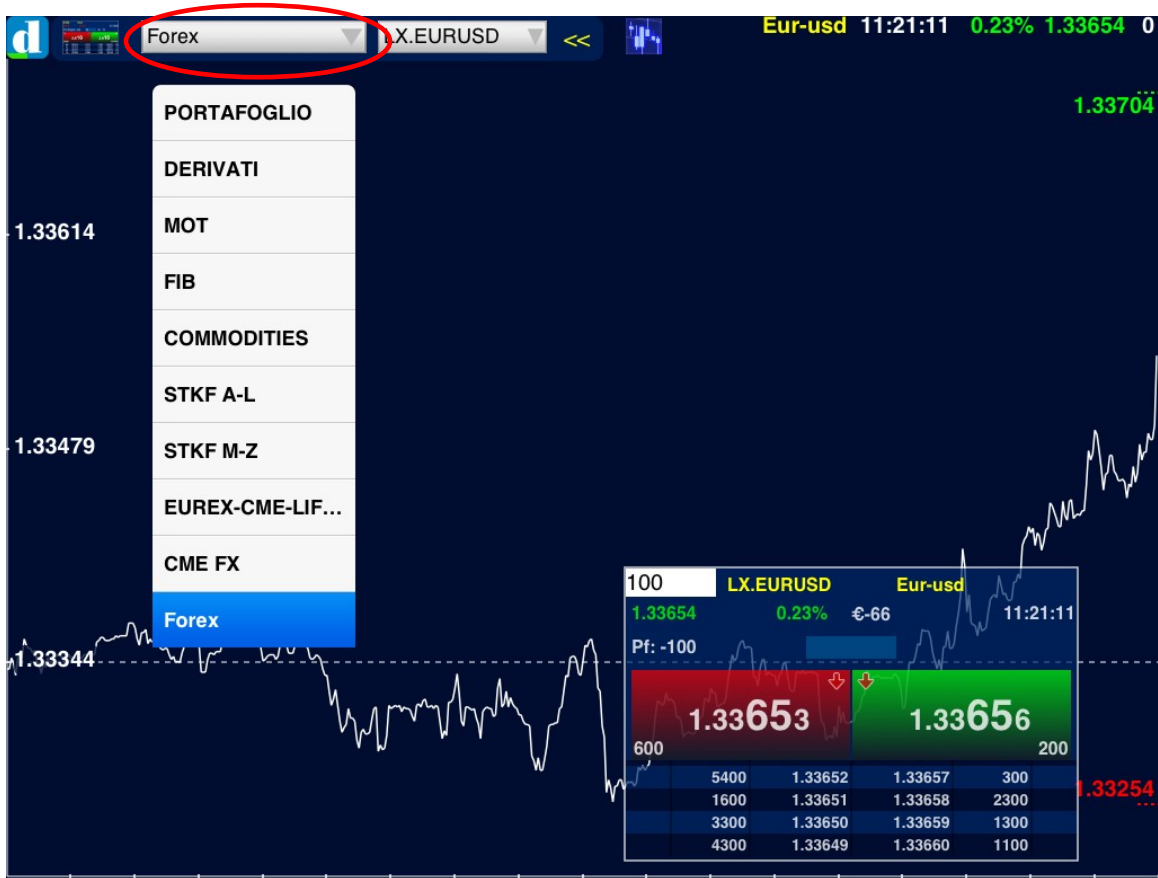 d Forex LX.EURUSD << Eur-usd 11:21:11 0.23% 1.33654 0
1.33704
PORTAFOGLIO
DERIVATI
MOT
1.33614
FIB
COMMODITIES
STKF A-L
1.33479
STKF M-Z
EUREX-CME-LIF...
CME FX
Forex
1.33344
100 LX.EURUSD Eur-usd
1.33654 0.23% €-66 11:21:11
Pf: -100
1.33653 1.33656
600 200
5400 1.33652 1.33657 300
1.33254
1600 1.33651 1.33658 2300
3300 1.33650 1.33659 1300
4300 1.33649 1.33660 1100